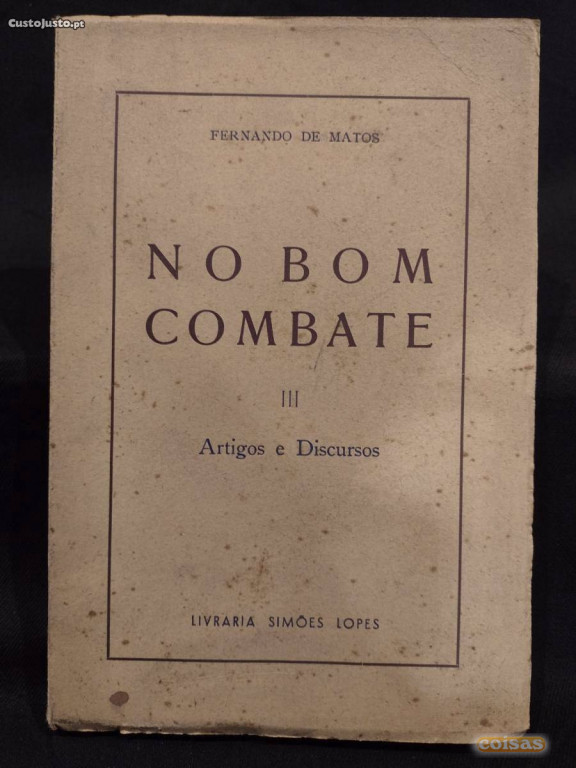 CustoJusto.pt
FERNANDO DE MATOS
NO BOM
COMBATE
III
Artigos e Discursos
LIVRARIA SIMÕES LOPES
coisas